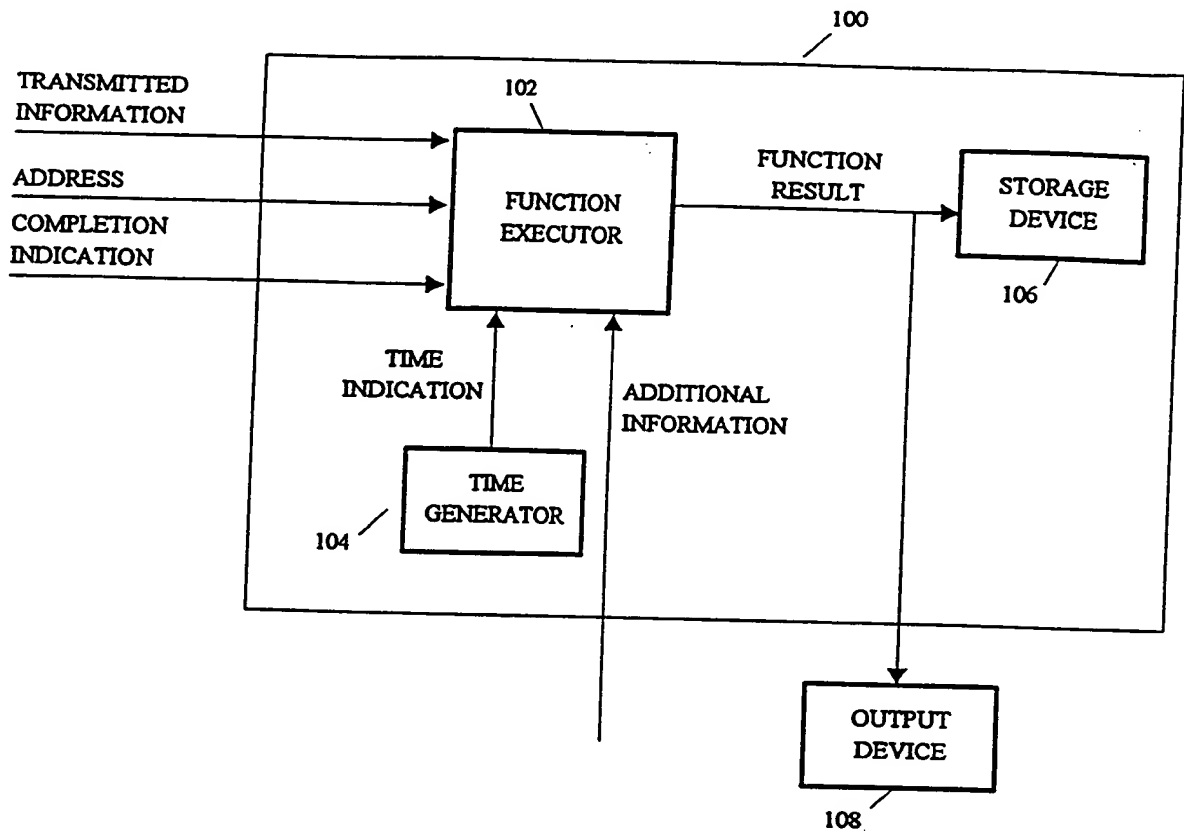 100
TRANSMITTED
INFORMATION
102
ADDRESS
COMPLETION
INDICATION
FUNCTION
EXECUTOR
FUNCTION
RESULT
STORAGE
DEVICE
106
TIME
INDICATION
ADDITIONAL
INFORMATION
TIME
GENERATOR
104
OUTPUT
DEVICE
108